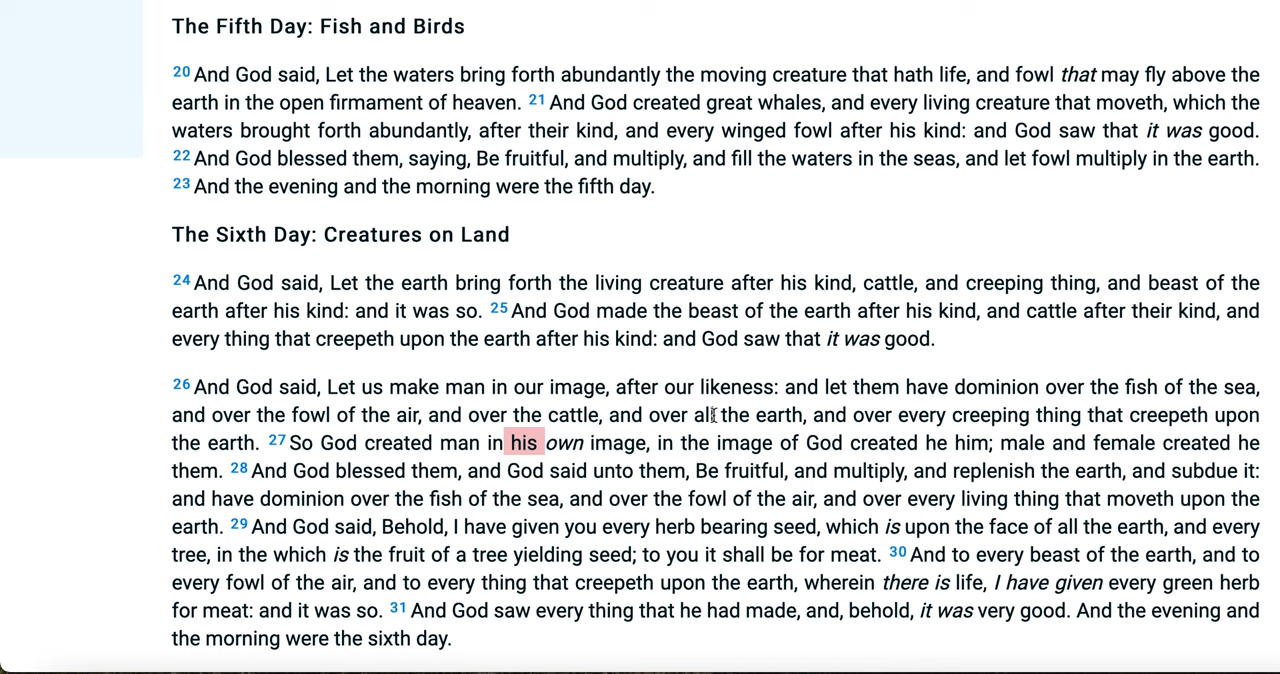 The Fifth Day: Fish and Birds
20 And God said, Let the waters bring forth abundantly the moving creature that hath life, and fowl that may fly above the
earth in the open firmament of heaven. 21 And God created great whales, and every living creature that moveth, which the
waters brought forth abundantly, after their kind, and every winged fowl after his kind: and God saw that it was good.
22 And God blessed them, saying, Be fruitful, and multiply, and fill the waters in the seas, and let fowl multiply in the earth.
23 And the evening and the morning were the fifth day.
The Sixth Day: Creatures on Land
24 And God said, Let the earth bring forth the living creature after his kind, cattle, and creeping thing, and beast of the
earth after his kind: and it was so. 25 And God made the beast of the earth after his kind, and cattle after their kind, and
every thing that creepeth upon the earth after his kind: and God saw that it was good.
26 And God said, Let us make man in our image, after our likeness: and let them have dominion over the fish of the sea,
and over the fowl of the air, and over the cattle, and over all the earth, and over every creeping thing that creepeth upon
the earth. 27 So God created man in his own image, in the image of God created he him; male and female created he
them. 28 And God blessed them, and God said unto them, Be fruitful, and multiply, and replenish the earth, and subdue it:
and have dominion over the fish of the sea, and over the fowl of the air, and over every living thing that moveth upon the
earth. 29 And God said, Behold, I have given you every herb bearing seed, which is upon the face of all the earth, and every
tree, in the which is the fruit of a tree yielding seed; to you it shall be for meat. 30 And to every beast of the earth, and to
every fowl of the air, and to every thing that creepeth upon the earth, wherein there is life, I have given every green herb
for meat: and it was so. 31 And God saw every thing that he had made, and, behold, it was very good. And the evening and
the morning were the sixth day.